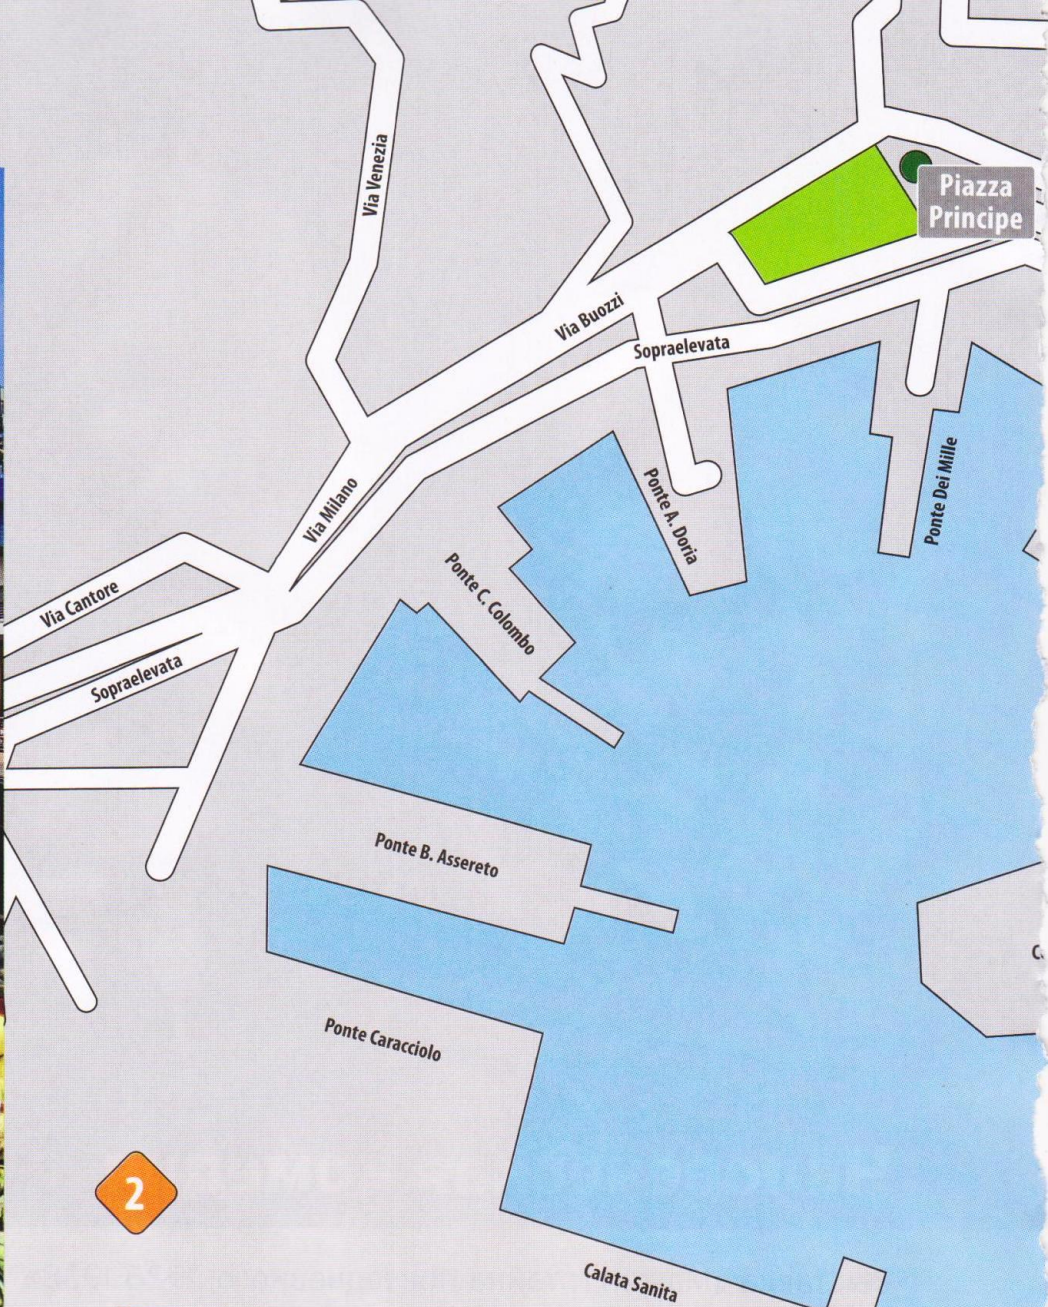 Via Venezia
Piazza
Principe
Via Buozzi
Sopraelevata
Ponte Dei Mille
Ponte A. Doria
Via Milano
Ponte C. Colombo
Via Cantore
Sopraelevata
Ponte B. Assereto
Ponte Caracciolo
2
Calata Sanita